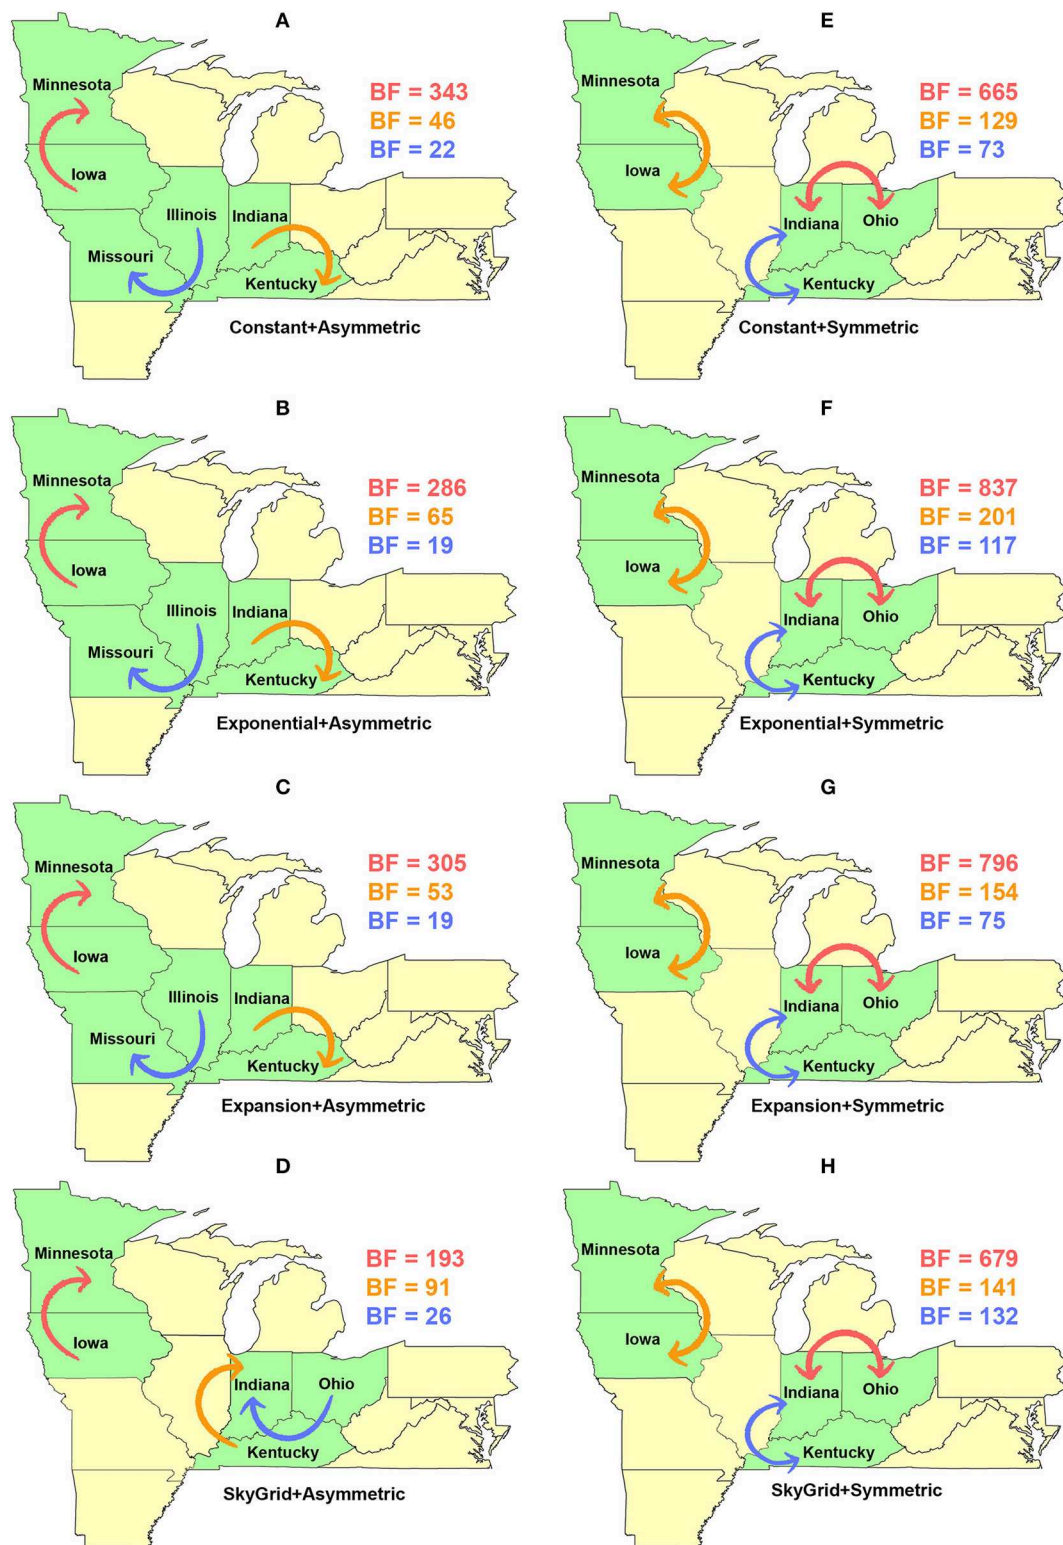 A
Minnesota
BF = 343
BF = 46
BF = 22
Iowa
Illinois
Indiana
Missouri
Kentucky
Constant+Asymmetric
E
Minnesota
BF = 665
BF = 129
BF = 73
Iowa
Indiana
Ohio
Kentucky
Constant+Symmetric
B
Minnesota
BF = 286
BF = 65
BF = 19
Iowa
Illinois
Indiana
Missouri
Kentucky
Exponential+Asymmetric
F
Minnesota
BF = 837
BF = 201
BF = 117
Iowa
Indiana
Ohio
Kentucky
Exponential+Symmetric
C
Minnesota
BF = 305
BF = 53
BF = 19
Iowa
Illinois
Indiana
Missouri
Kentucky
Expansion+Asymmetric
G
Minnesota
BF = 796
BF = 154
BF = 75
Iowa
Indiana
Ohio
Kentucky
Expansion+Symmetric
D
Minnesota
BF = 193
BF = 91
BF = 26
Iowa
Indiana
Ohio
Kentucky
SkyGrid+Asymmetric
H
Minnesota
BF = 679
BF = 141
BF = 132
Iowa
Indiana
Ohio
Kentucky
SkyGrid+Symmetric